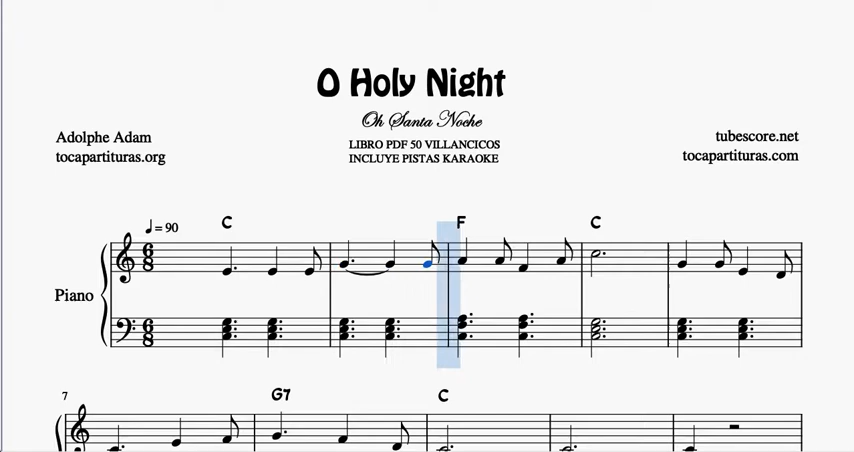 O Holy Night
Oh Santa Noche
LIBRO PDF 50 VILLANCICOS
INCLUYE PISTAS KARAOKE
Adolphe Adam
tocapartituras.org
tubescore.net
tocapartituras.com
♩ = 90
C F C
6 8
Piano
6 8
7
G7 C